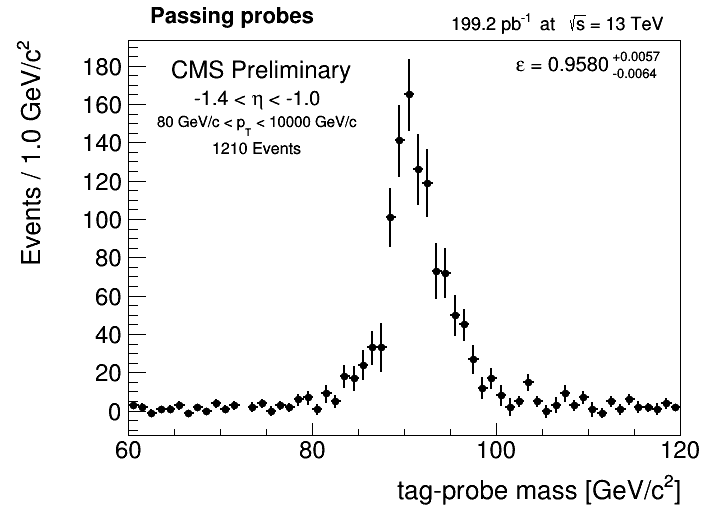 Passing probes
199.2 pb⁻¹ at √s = 13 TeV
CMS Preliminary
-1.4 < η < -1.0
80 GeV/c < p_T < 10000 GeV/c
1210 Events
ε = 0.9580 +0.0057 -0.0064
Events / 1.0 GeV/c²
180
160
140
120
100
80
60
40
20
0
60 80 100 120
tag-probe mass [GeV/c²]